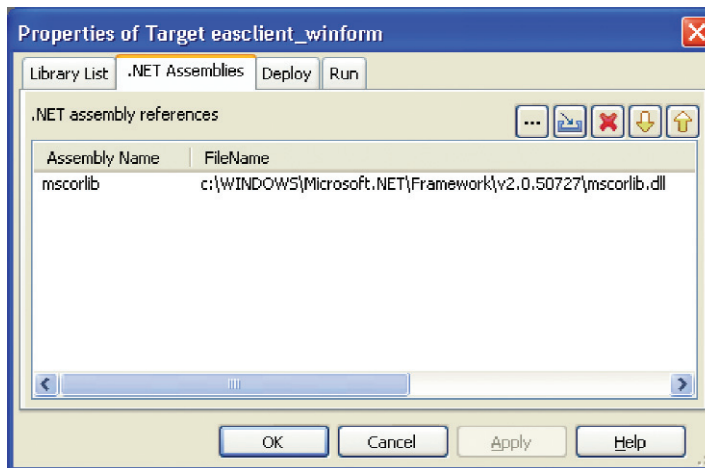 Properties of Target easclient_winform
Library List .NET Assemblies Deploy Run
.NET assembly references
...
Assembly Name FileName
mscorlib c:\WINDOWS\Microsoft.NET\Framework\v2.0.50727\mscorlib.dll
OK Cancel Apply Help